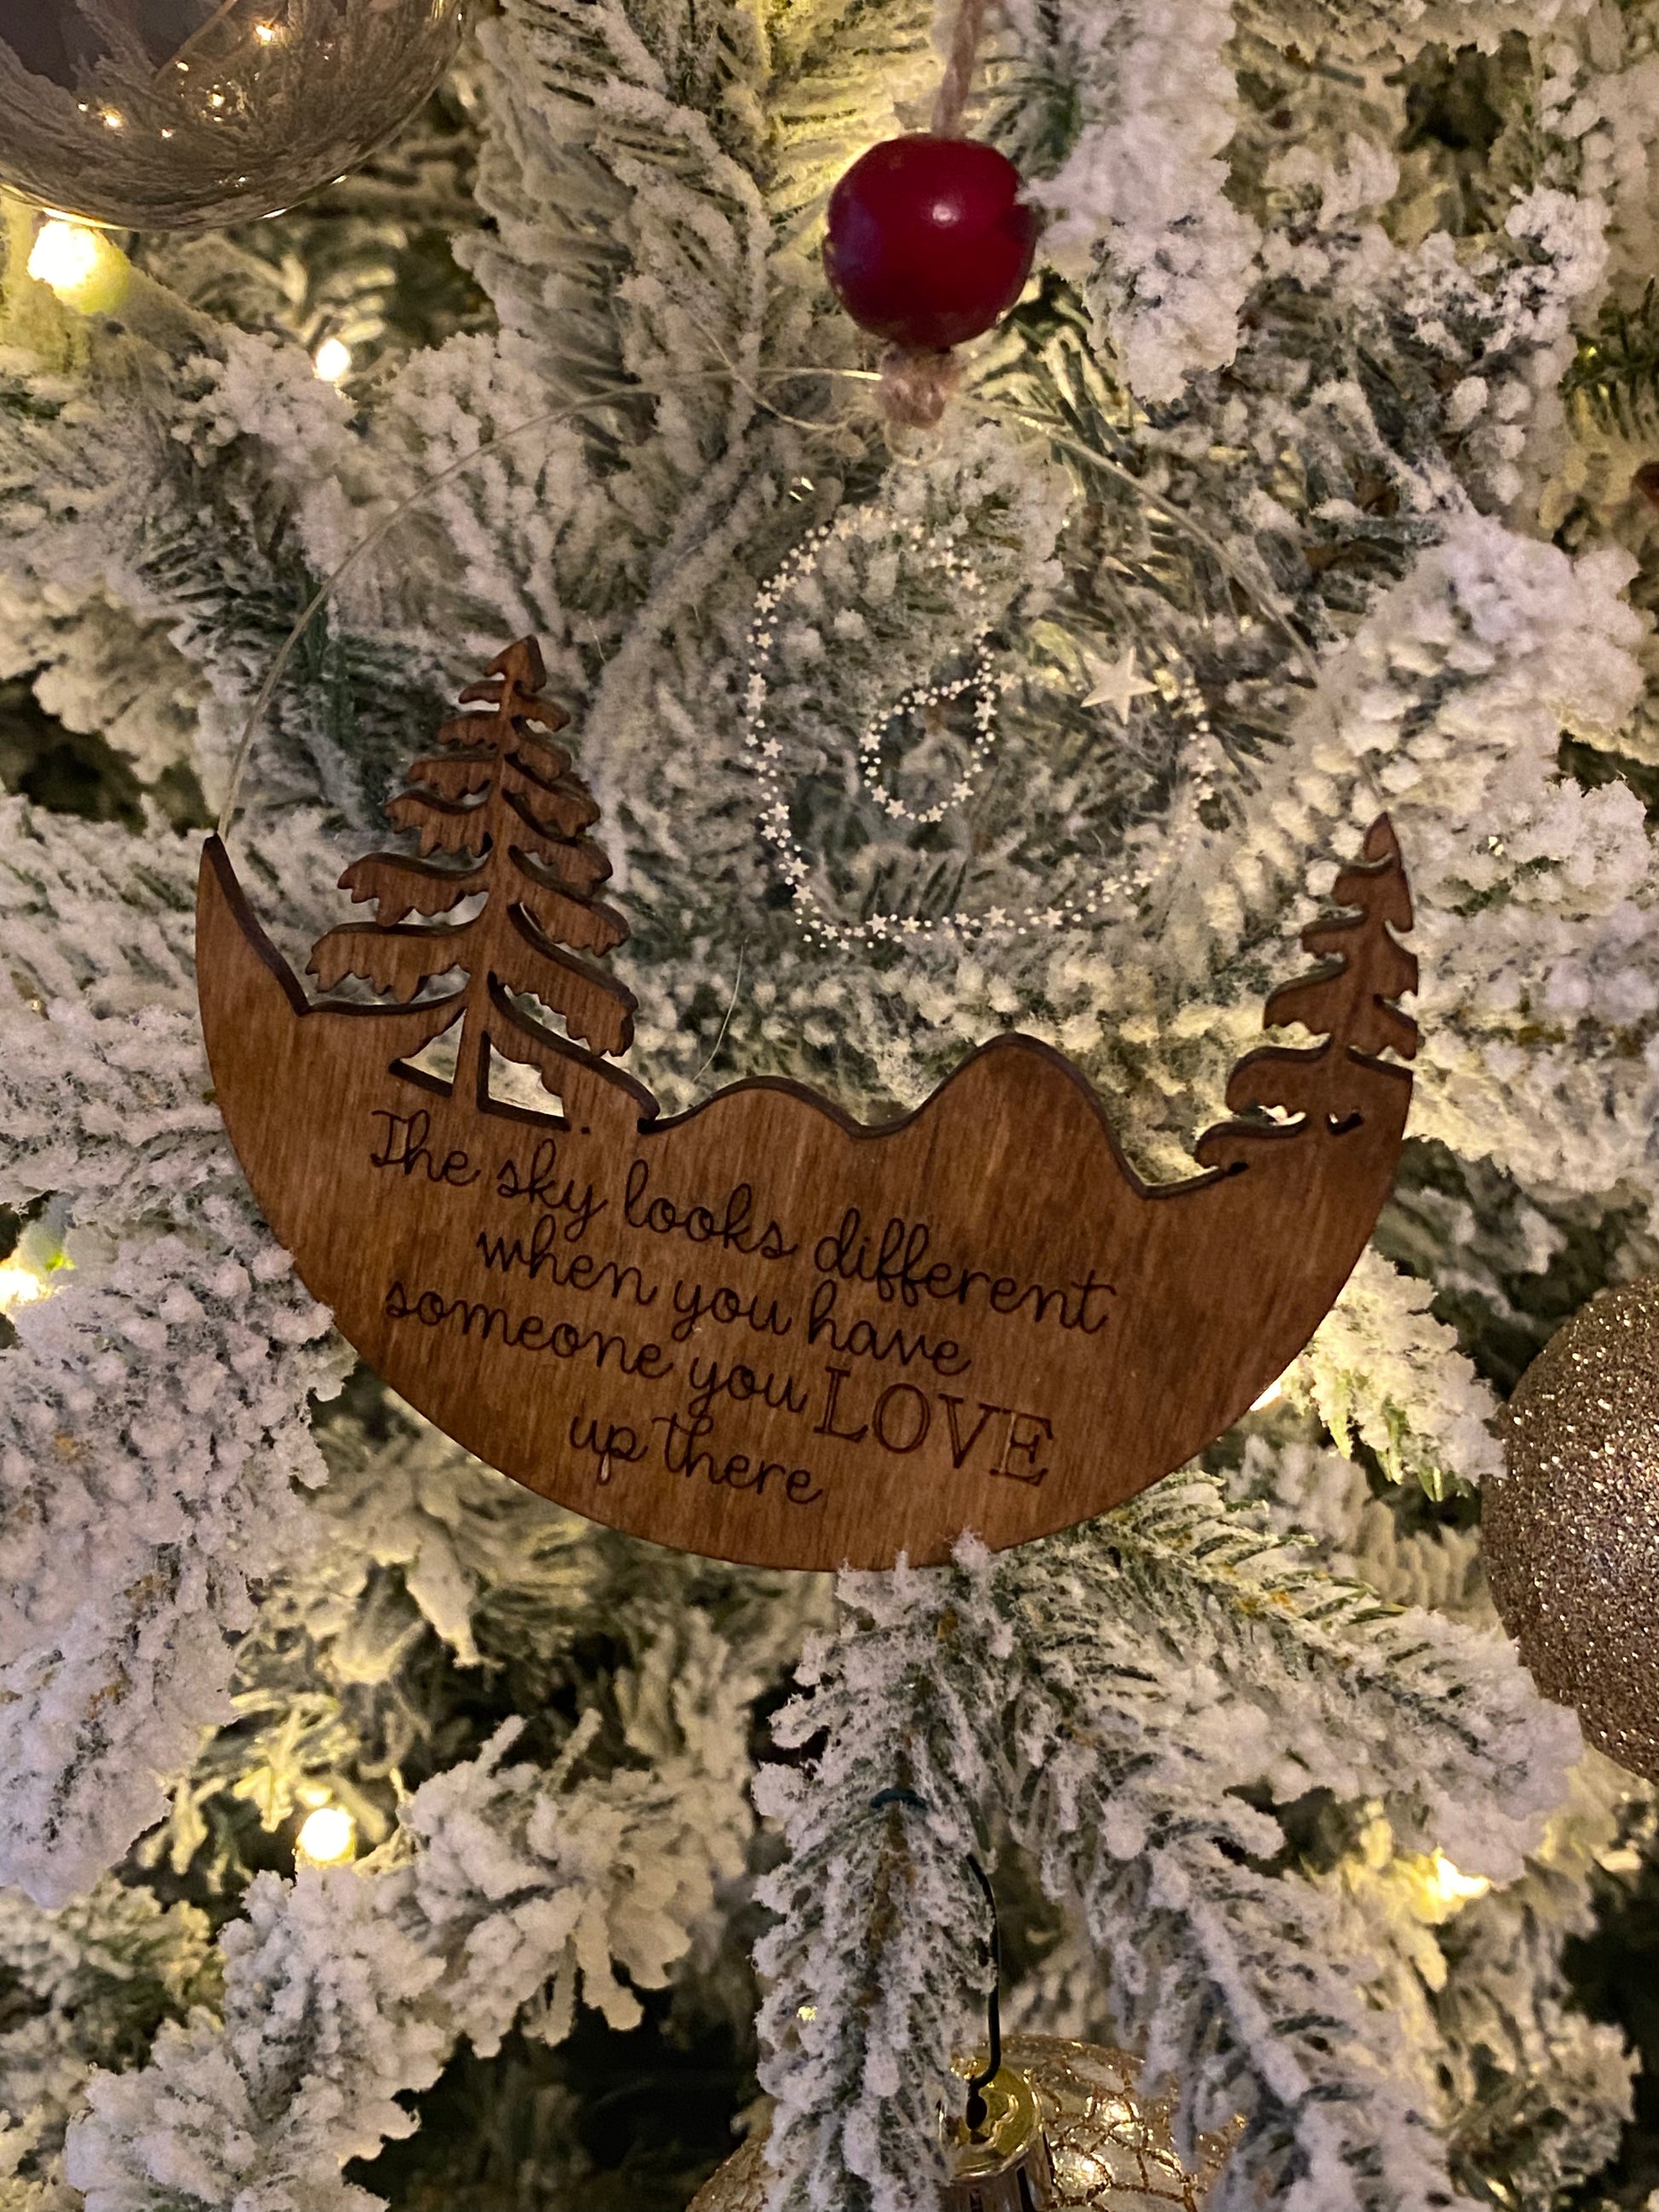 The sky looks different
when you have
someone you LOVE
up there